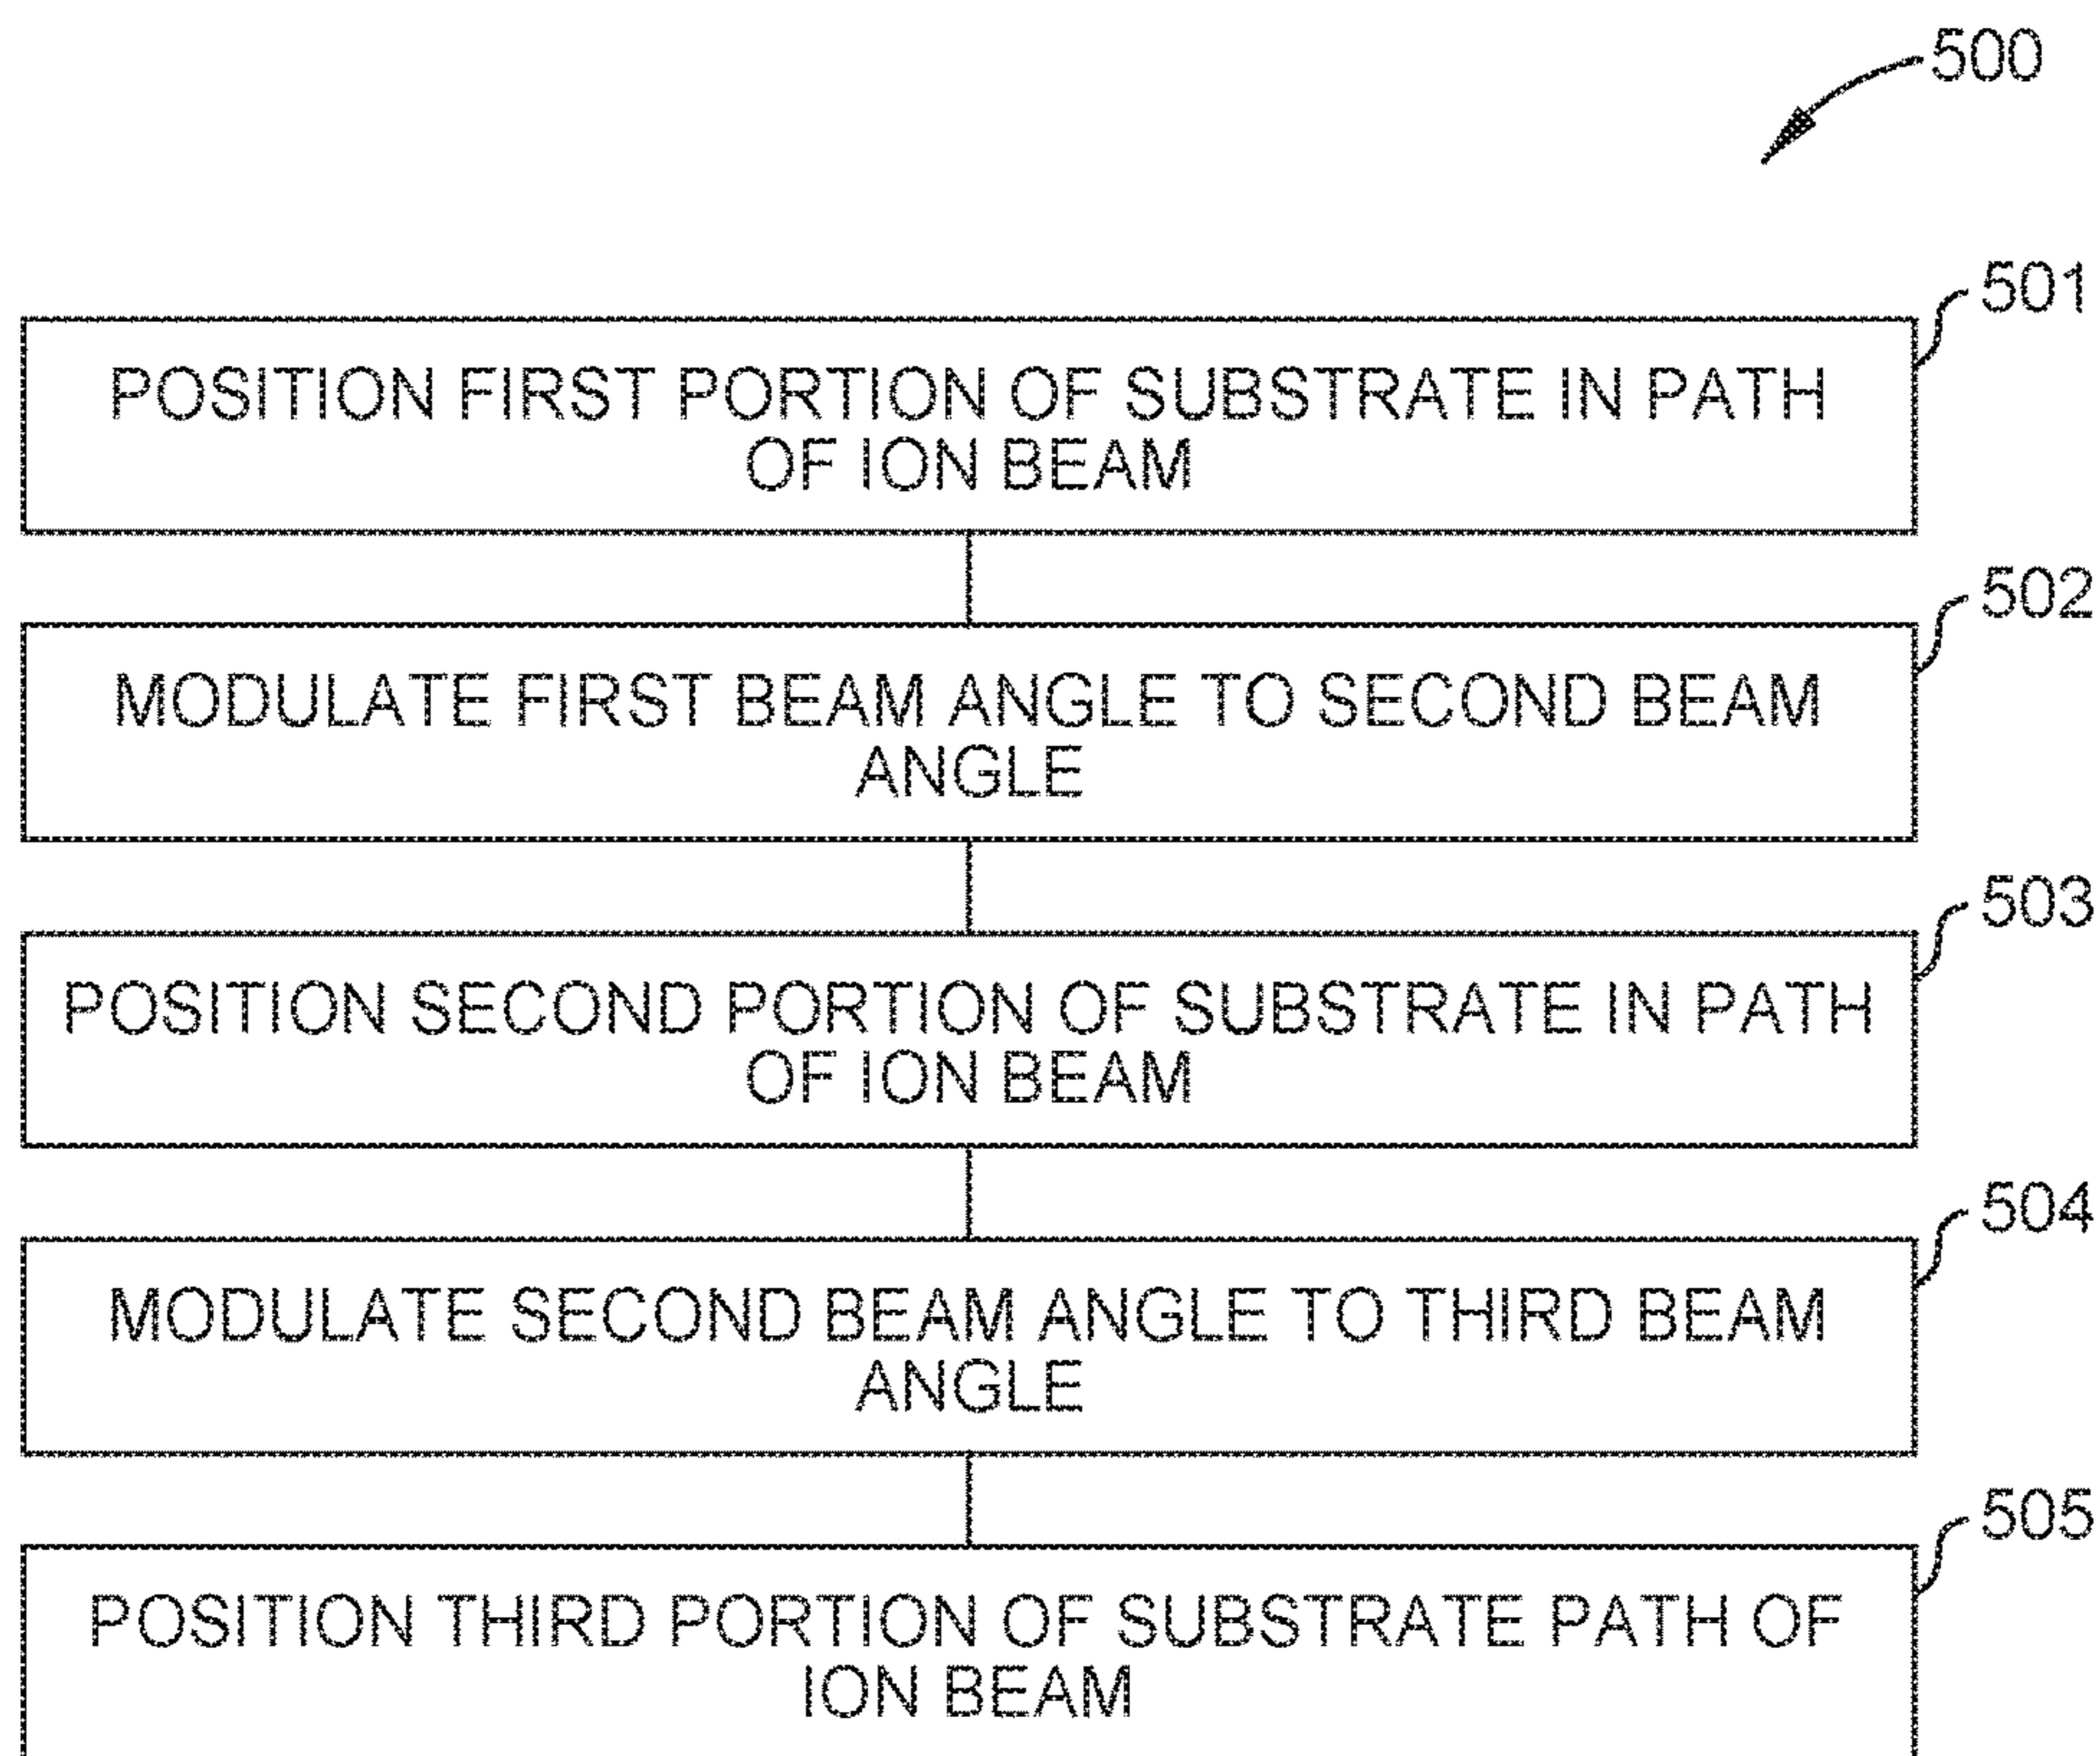 500
501
POSITION FIRST PORTION OF SUBSTRATE IN PATH
OF ION BEAM
502
MODULATE FIRST BEAM ANGLE TO SECOND BEAM
ANGLE
503
POSITION SECOND PORTION OF SUBSTRATE IN PATH
OF ION BEAM
504
MODULATE SECOND BEAM ANGLE TO THIRD BEAM
ANGLE
505
POSITION THIRD PORTION OF SUBSTRATE PATH OF
ION BEAM